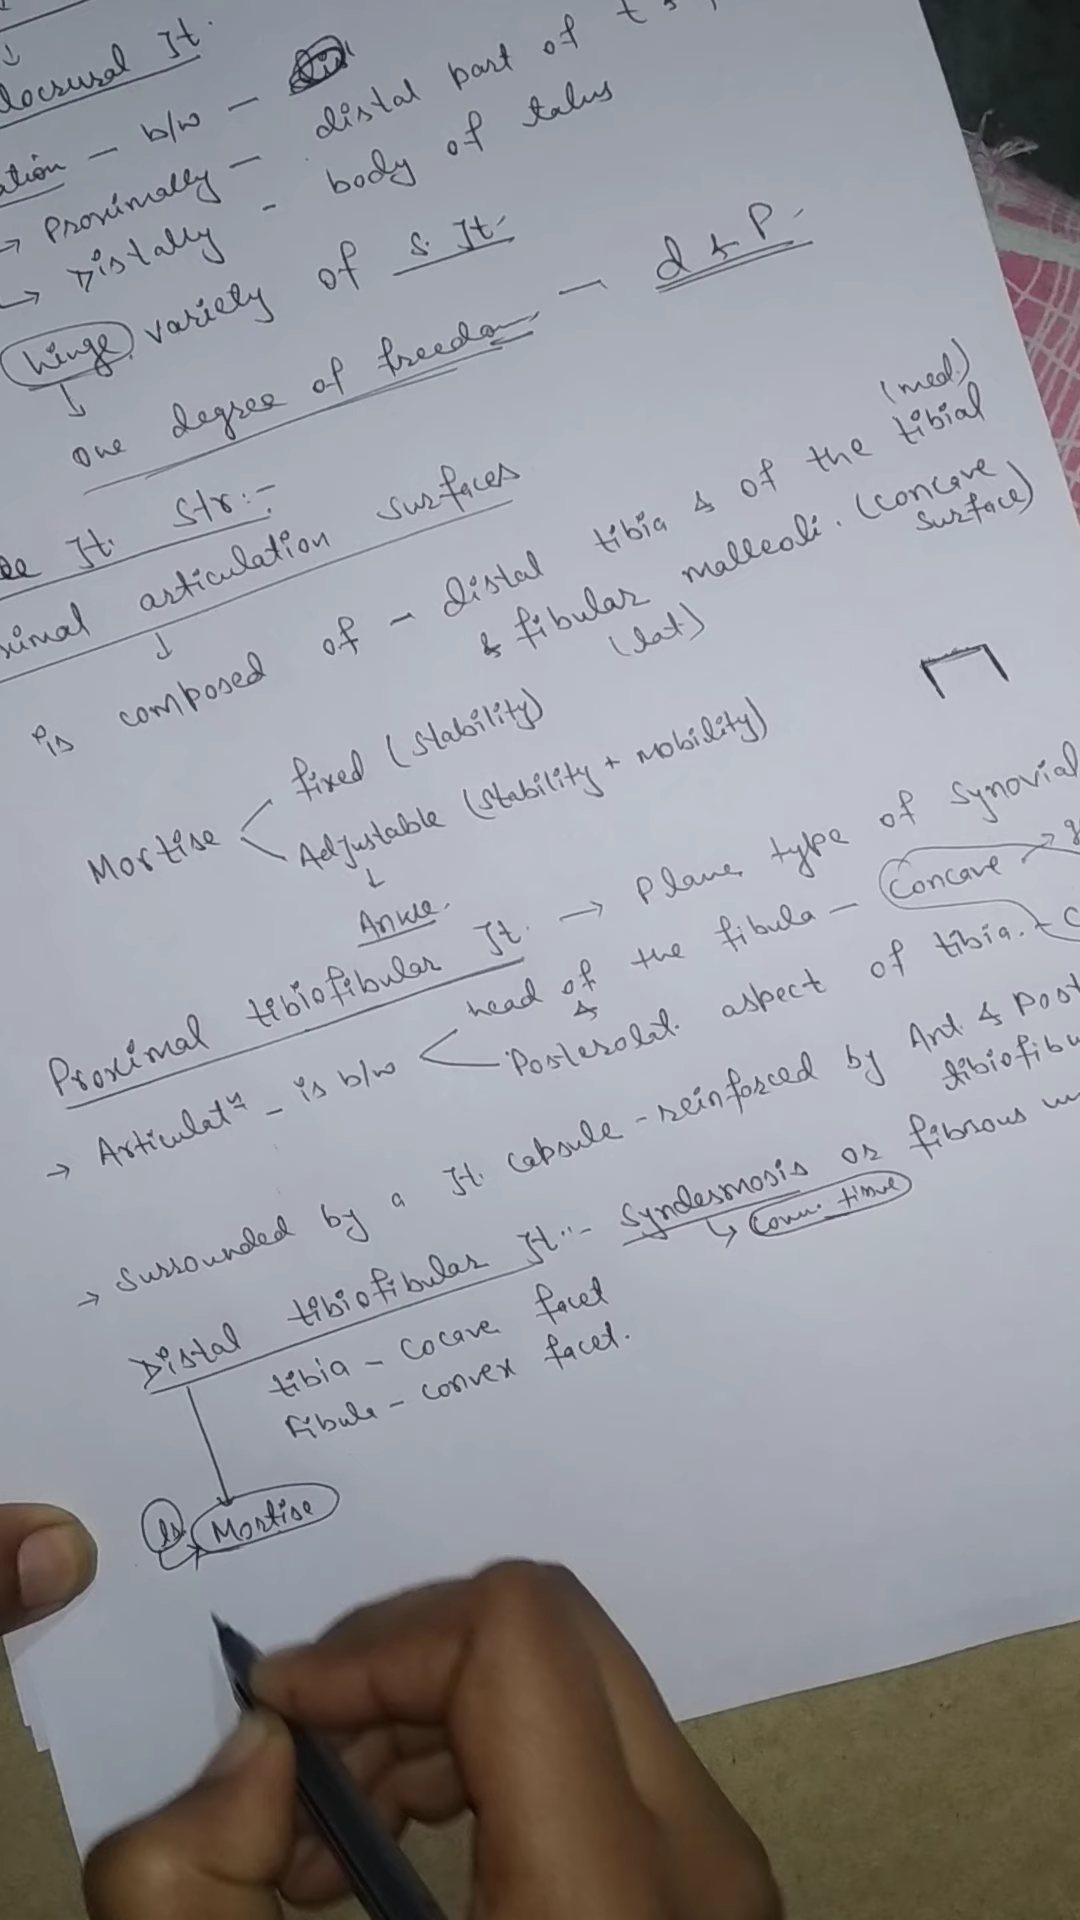 locrural Jt.
ation - b/w -
→ Proximally - distal part of t
↳ Distally - body of talus
hinge variety of S. Jt.
One degree of freedom - d & P.
Jt. Str:-
ximal articulation surfaces
is composed of - distal tibia & of the tibial (med.)
& fibular malleoli. (concave surface)
(lat)
Mortise
fixed (Stability)
Adjustable (Stability + Mobility)
Ankle.
Proximal tibiofibular Jt. → Plane type of Synovial
→ Articulatⁿ - is b/w
head of the fibula - Concave →
&
Posterolat. aspect of tibia. - C
→ Surrounded by a Jt. capsule - reinforced by Ant. & Post
tibiofibu
Distal tibiofibular Jt:- Syndesmosis or fibrous
↳ Conn. tissue
tibia - Cocave facet
Fibula - convex facet.
Mortise